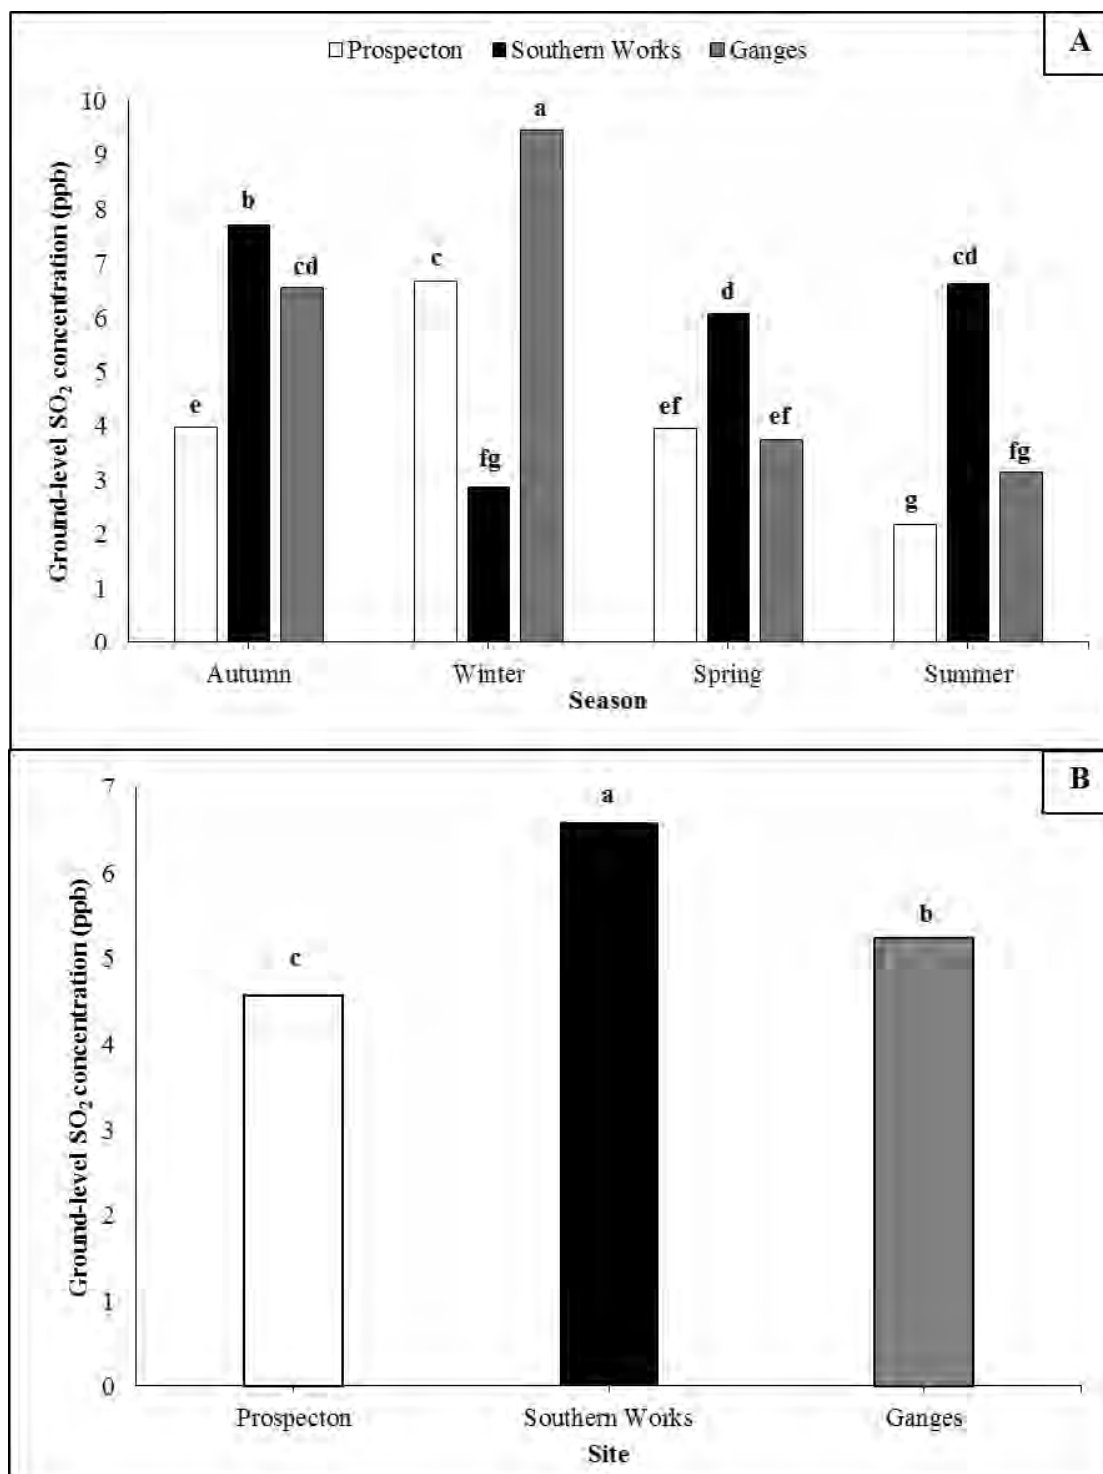 A
Prospecton Southern Works Ganges
Ground-level SO₂ concentration (ppb)
10
9
8
7
6
5
4
3
2
1
0
e b cd
c fg a
ef d ef
g cd fg
Autumn Winter Spring Summer
Season
B
Ground-level SO₂ concentration (ppb)
7
6
5
4
3
2
1
0
c a b
Prospecton Southern Works Ganges
Site